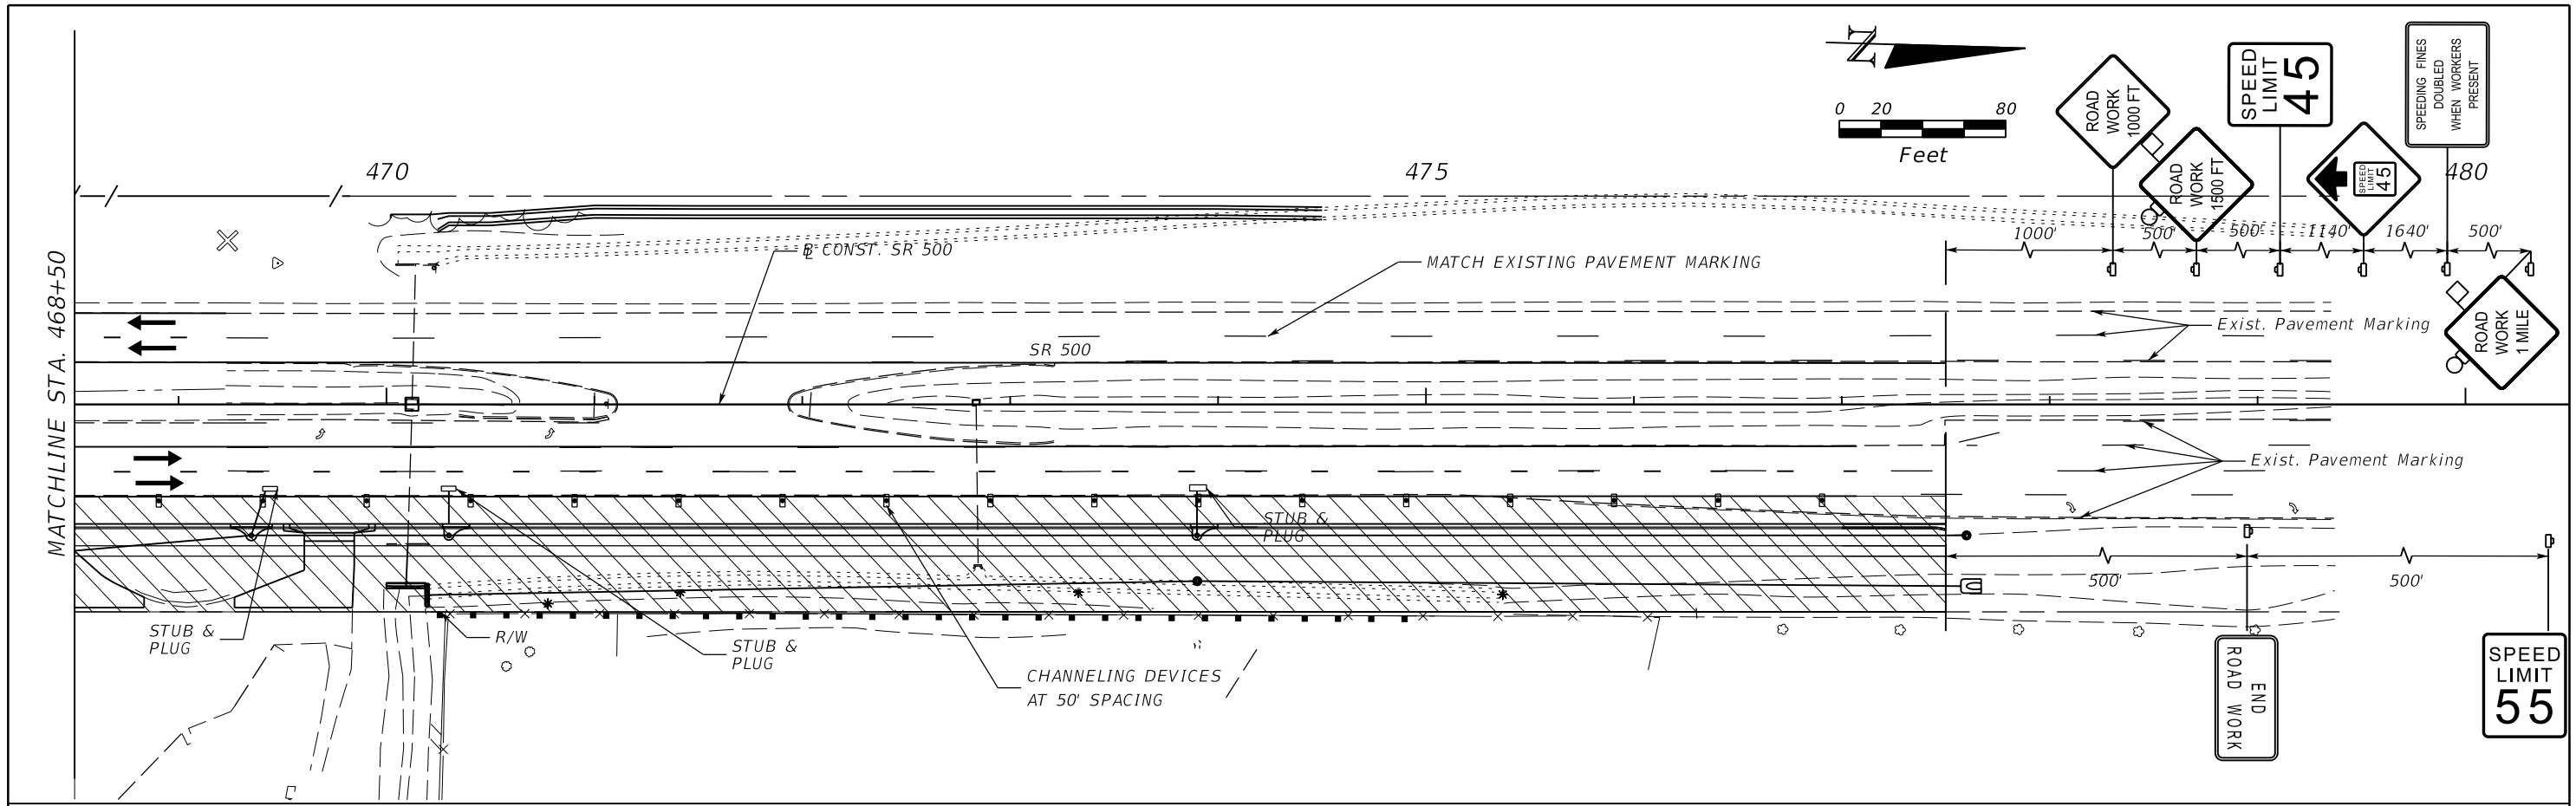 MATCHLINE STA. 468+50
470
475
480
N
0 20 80
Feet
ROAD
WORK
1000 FT
ROAD
WORK
1500 FT
SPEED
LIMIT
45
SPEED
LIMIT
45
SPEEDING FINES
DOUBLED
WHEN WORKERS
PRESENT
ROAD
WORK
1 MILE
1000' 500' 500' 1140' 1640' 500'
℄ CONST. SR 500
MATCH EXISTING PAVEMENT MARKING
SR 500
Exist. Pavement Marking
Exist. Pavement Marking
STUB &
PLUG
STUB &
PLUG
STUB &
PLUG
R/W
CHANNELING DEVICES
AT 50' SPACING
500' 500'
END
ROAD WORK
SPEED
LIMIT
55